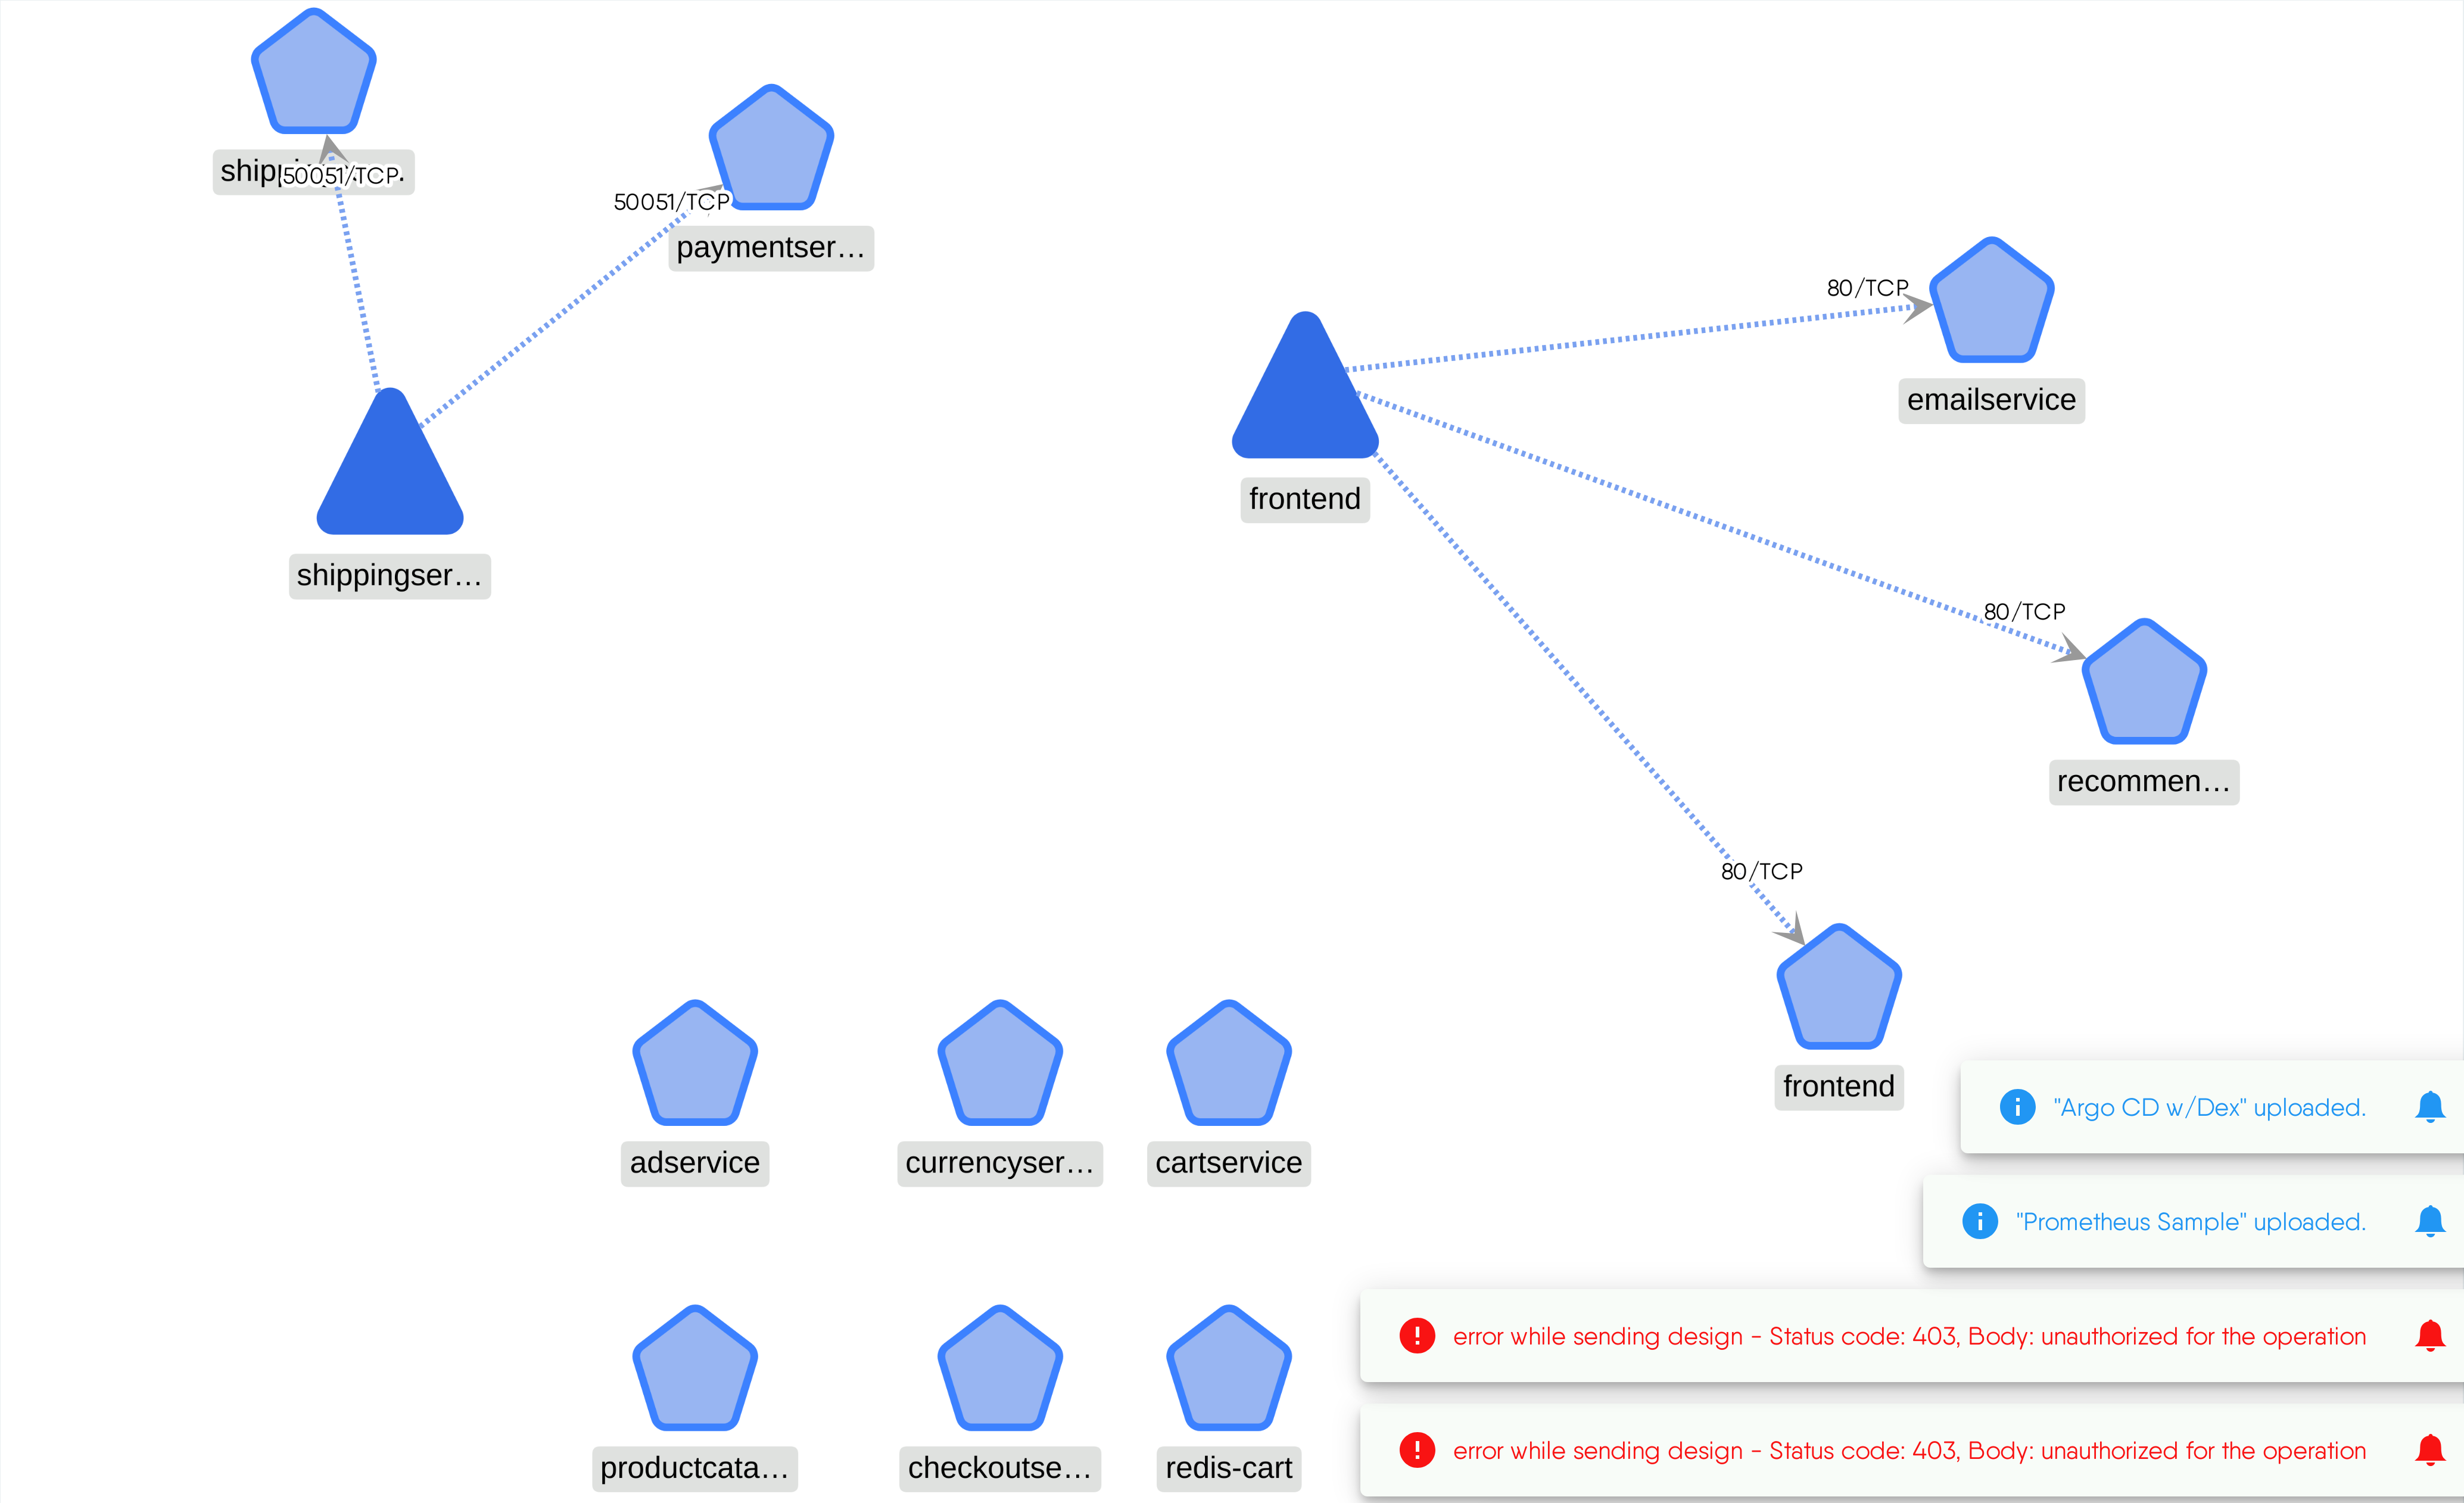 50051/TCP
50051/TCP
paymentser…
80/TCP
emailservice
frontend
shippingser…
80/TCP
recommen…
80/TCP
frontend
adservice
currencyser…
cartservice
"Argo CD w/Dex" uploaded.
"Prometheus Sample" uploaded.
error while sending design - Status code: 403, Body: unauthorized for the operation
productcata…
checkoutse…
redis-cart
error while sending design - Status code: 403, Body: unauthorized for the operation